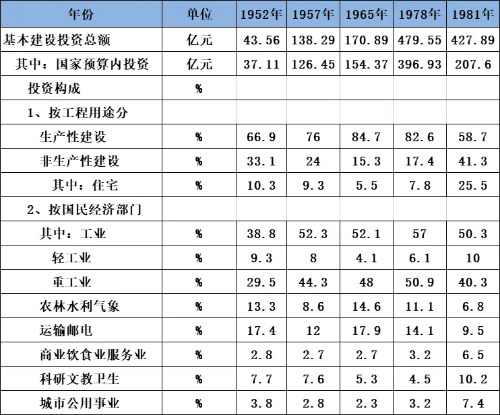 年份 单位 1952年 1957年 1965年 1978年 1981年
基本建设投资总额 亿元 43.56 138.29 170.89 479.55 427.89
其中：国家预算内投资 亿元 37.11 126.45 154.37 396.93 207.6
投资构成 %
1、按工程用途分
生产性建设 % 66.9 76 84.7 82.6 58.7
非生产性建设 % 33.1 24 15.3 17.4 41.3
其中：住宅 % 10.3 9.3 5.5 7.8 25.5
2、按国民经济部门
其中：工业 % 38.8 52.3 52.1 57 50.3
轻工业 % 9.3 8 4.1 6.1 10
重工业 % 29.5 44.3 48 50.9 40.3
农林水利气象 % 13.3 8.6 14.6 11.1 6.8
运输邮电 % 17.4 12 17.9 14.1 9.5
商业饮食业服务业 % 2.8 2.7 2.7 3.2 6.5
科研文教卫生 % 7.7 7.6 5.3 4.5 10.2
城市公用事业 % 3.8 2.8 2.3 3.2 7.4